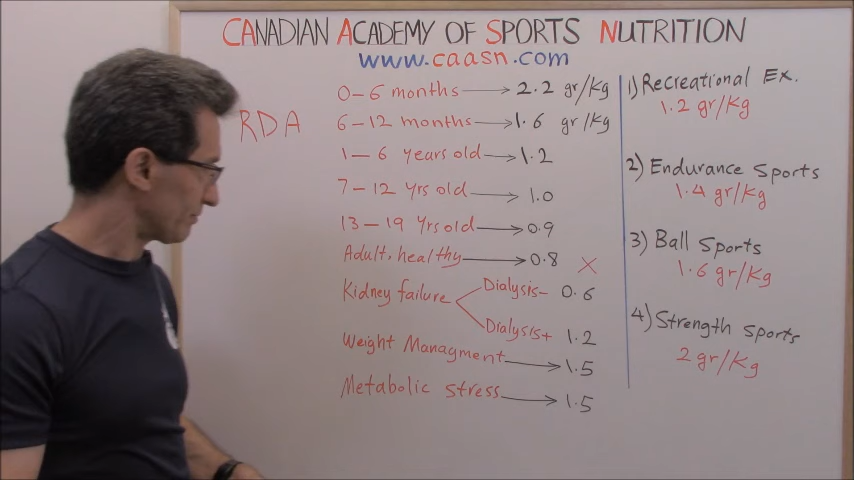 CANADIAN ACADEMY OF SPORTS NUTRITION
www.caasn.com
RDA
0-6 months → 2.2 gr/Kg
6-12 months → 1.6 gr/Kg
1-6 years old → 1.2
7-12 yrs old → 1.0
13-19 yrs old → 0.9
Adult, healthy → 0.8 X
Kidney failure
Dialysis- 0.6
Dialysis+ 1.2
Weight Managment → 1.5
Metabolic stress → 1.5
1) Recreational Ex.
1.2 gr/Kg
2) Endurance Sports
1.4 gr/Kg
3) Ball Sports
1.6 gr/Kg
4) Strength Sports
2 gr/Kg